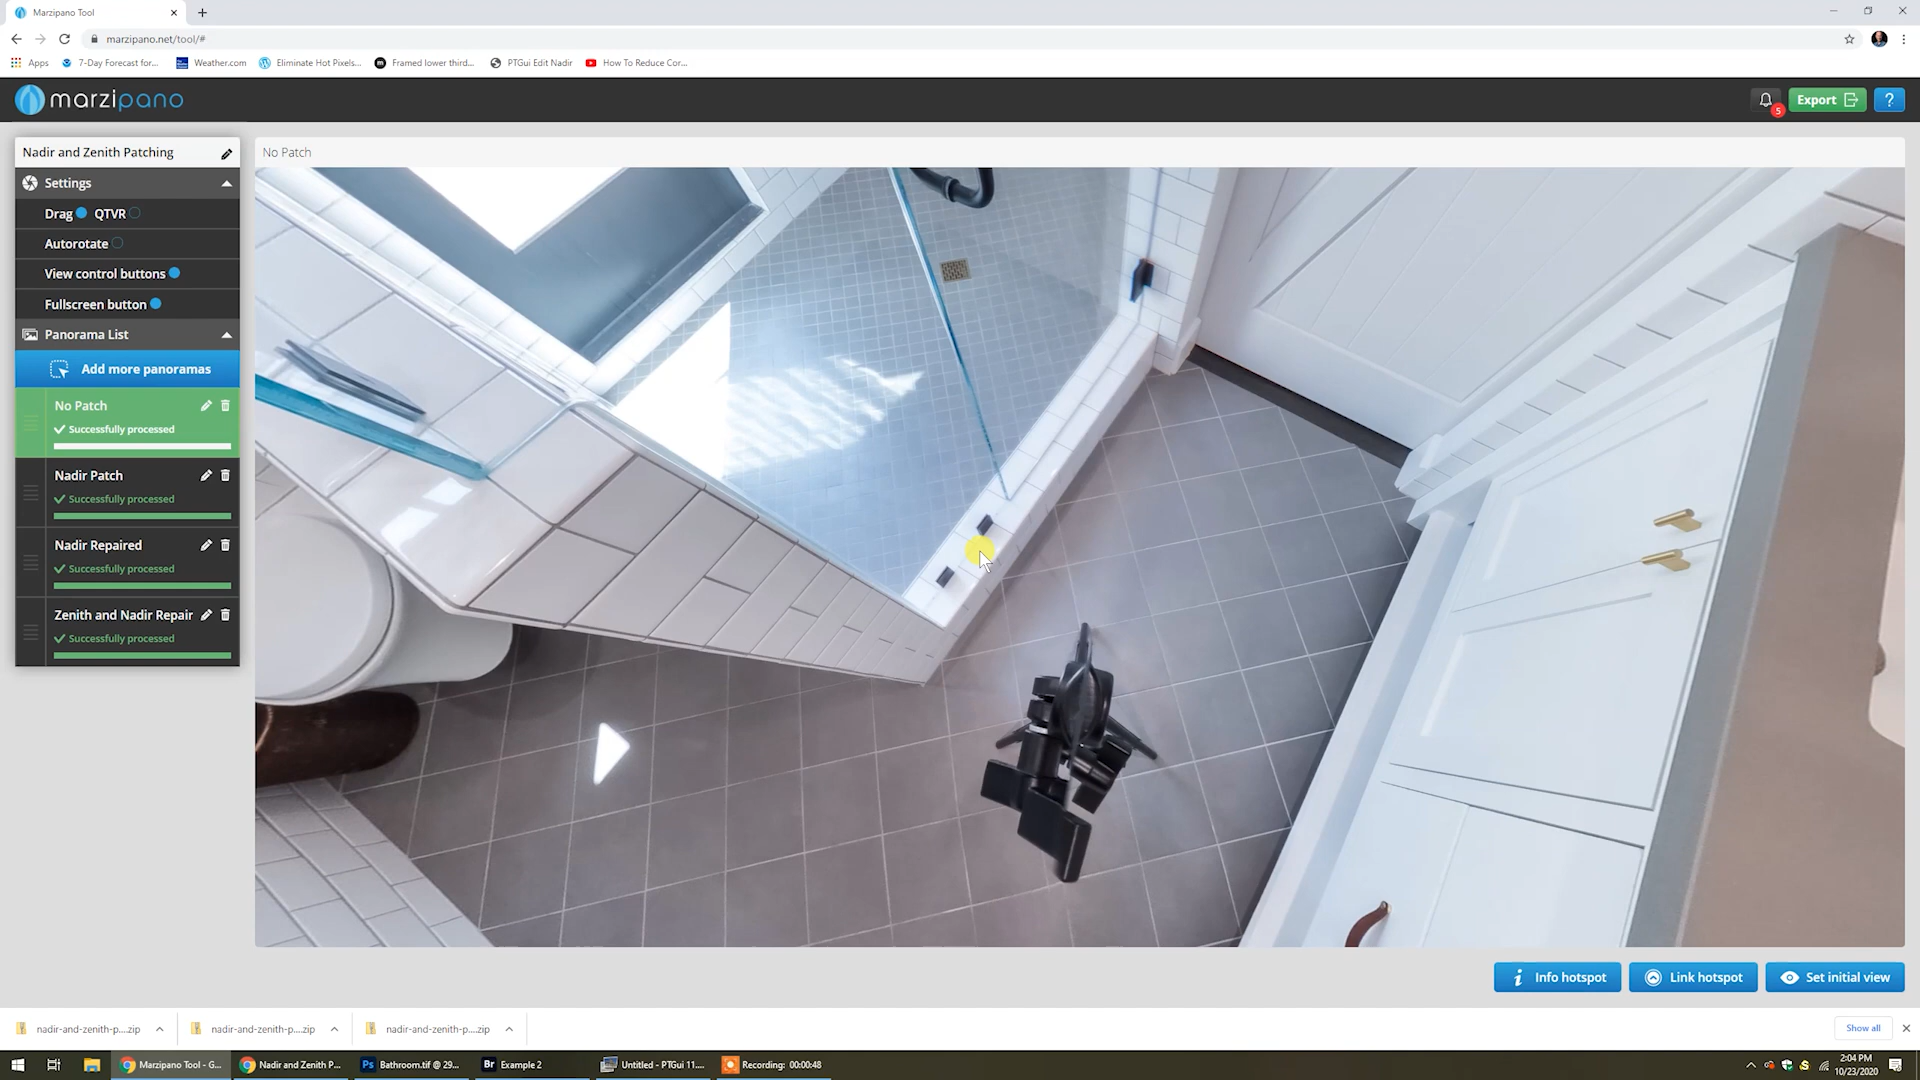 Marzipano Tool
marzipano.net/tool/#
Apps 7-Day Forecast for... Weather.com Eliminate Hot Pixels... Framed lower third... PTGui Edit Nadir How To Reduce Cor...
marzipano
5 Export ?
Nadir and Zenith Patching
No Patch
Settings
Drag QTVR
Autorotate
View control buttons
Fullscreen button
Panorama List
Add more panoramas
No Patch
Successfully processed
Nadir Patch
Successfully processed
Nadir Repaired
Successfully processed
Zenith and Nadir Repair
Successfully processed
i Info hotspot Link hotspot Set initial view
nadir-and-zenith-p....zip nadir-and-zenith-p....zip nadir-and-zenith-p....zip Show all
Marzipano Tool - G... Nadir and Zenith P... Ps Bathroom.tif @ 29... Br Example 2 Untitled - PTGui 11.... Recording: 00:00:48
2:04 PM
10/23/2020